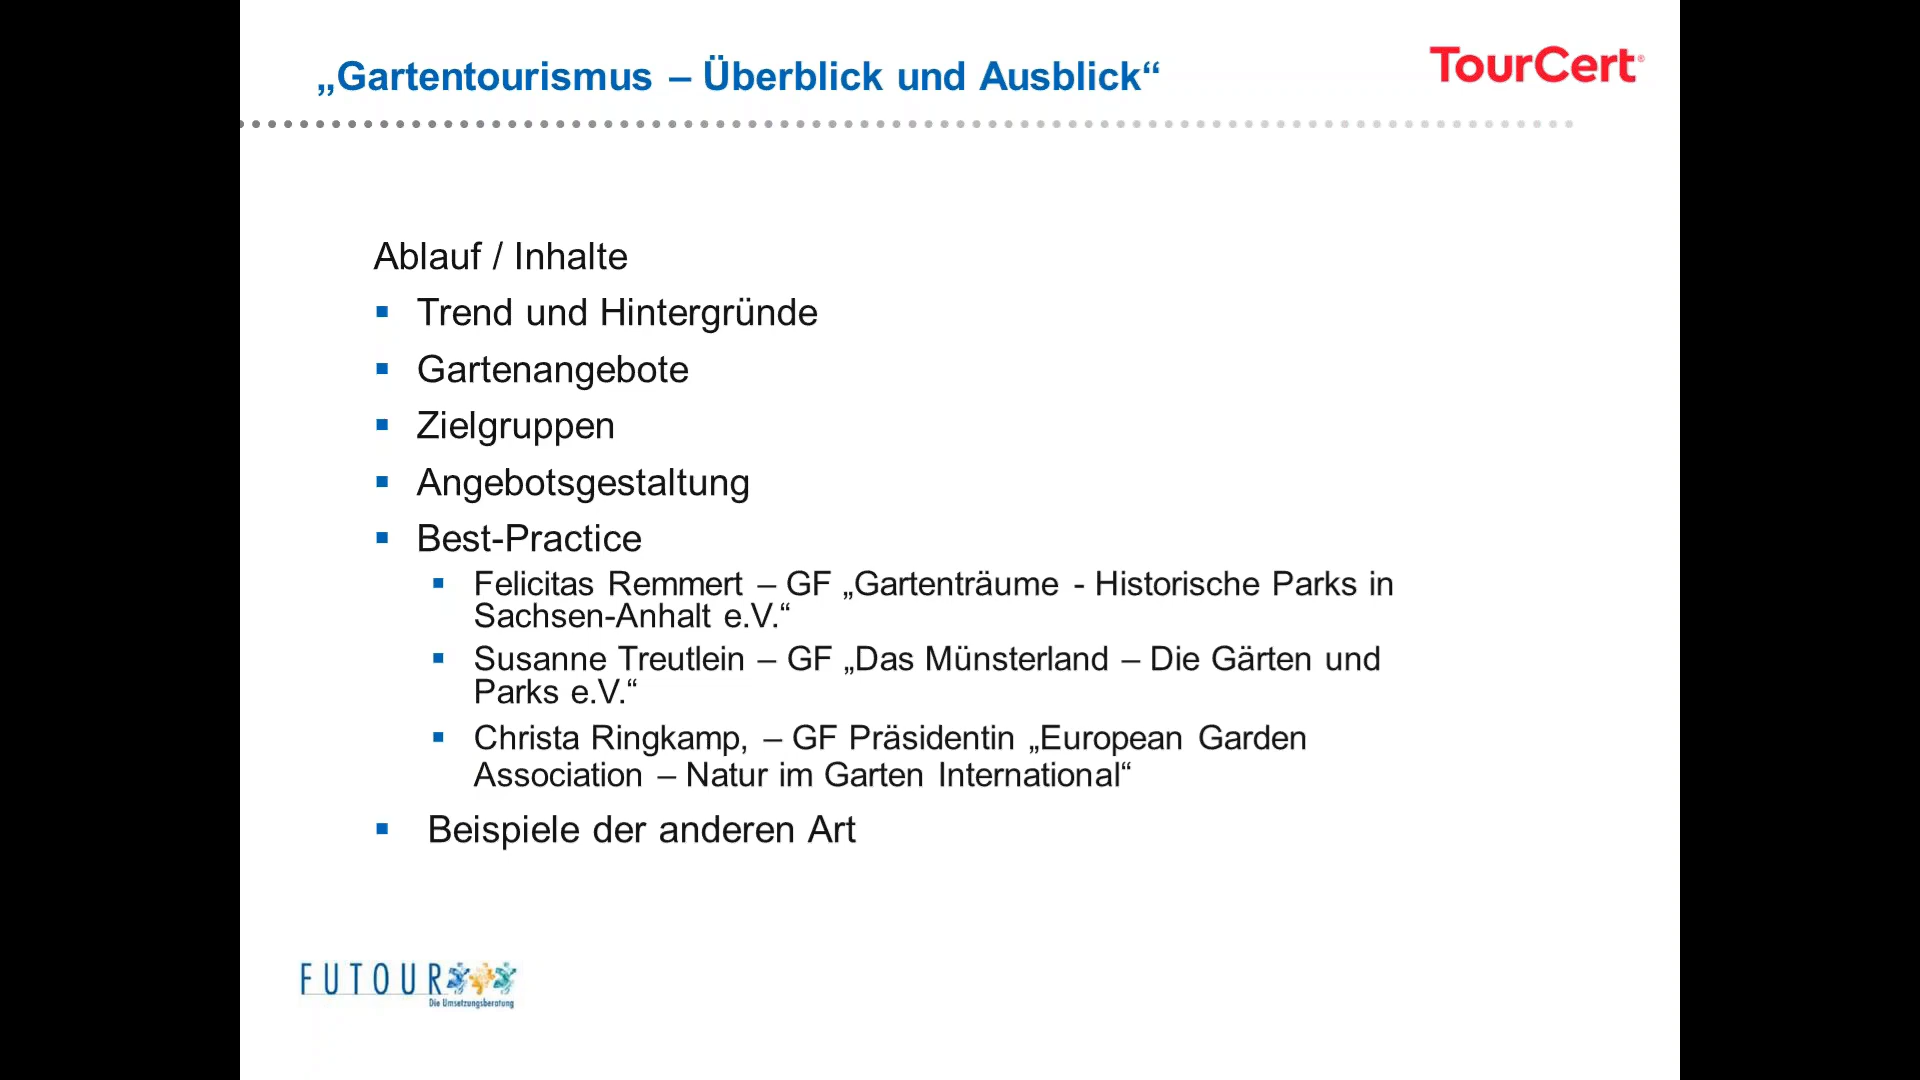 „Gartentourismus – Überblick und Ausblick“
TourCert®
Ablauf / Inhalte
▪ Trend und Hintergründe
▪ Gartenangebote
▪ Zielgruppen
▪ Angebotsgestaltung
▪ Best-Practice
▪ Felicitas Remmert – GF „Gartenträume - Historische Parks in
Sachsen-Anhalt e.V.“
▪ Susanne Treutlein – GF „Das Münsterland – Die Gärten und
Parks e.V.“
▪ Christa Ringkamp, – GF Präsidentin „European Garden
Association – Natur im Garten International“
▪ Beispiele der anderen Art
FUTOUR
Die Umsetzungsberatung